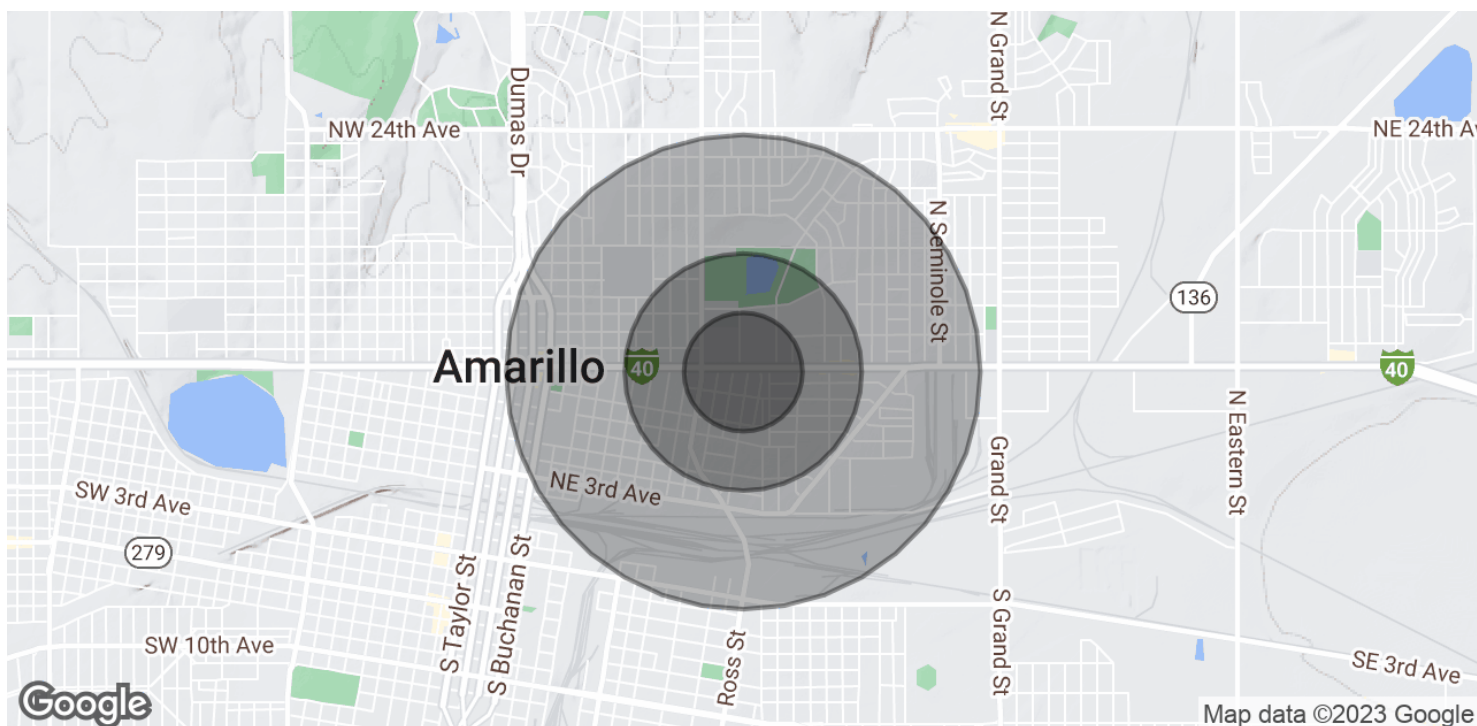 N Grand St
Dumas Dr
NW 24th Ave
NE 24th Av
N Seminole St
136
Amarillo
40
40
N Eastern St
NE 3rd Ave
SW 3rd Ave
Grand St
279
S Taylor St
S Buchanan St
S Grand St
SW 10th Ave
Ross St
SE 3rd Ave
Google
Map data ©2023 Google